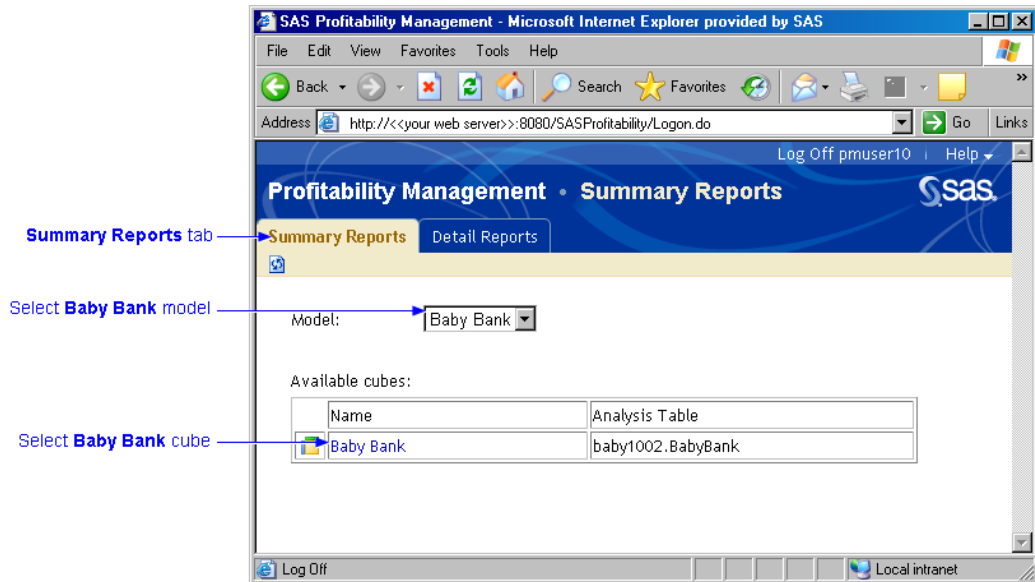 SAS Profitability Management - Microsoft Internet Explorer provided by SAS
File Edit View Favorites Tools Help
Back Search Favorites »
Address http://<<your web server>>:8080/SASProfitability/Logon.do Go Links
Log Off pmuser10 | Help
Profitability Management • Summary Reports sas.
Summary Reports tab
Summary Reports Detail Reports
Select Baby Bank model
Model: Baby Bank
Available cubes:
Name Analysis Table
Select Baby Bank cube
Baby Bank baby1002.BabyBank
Log Off Local intranet